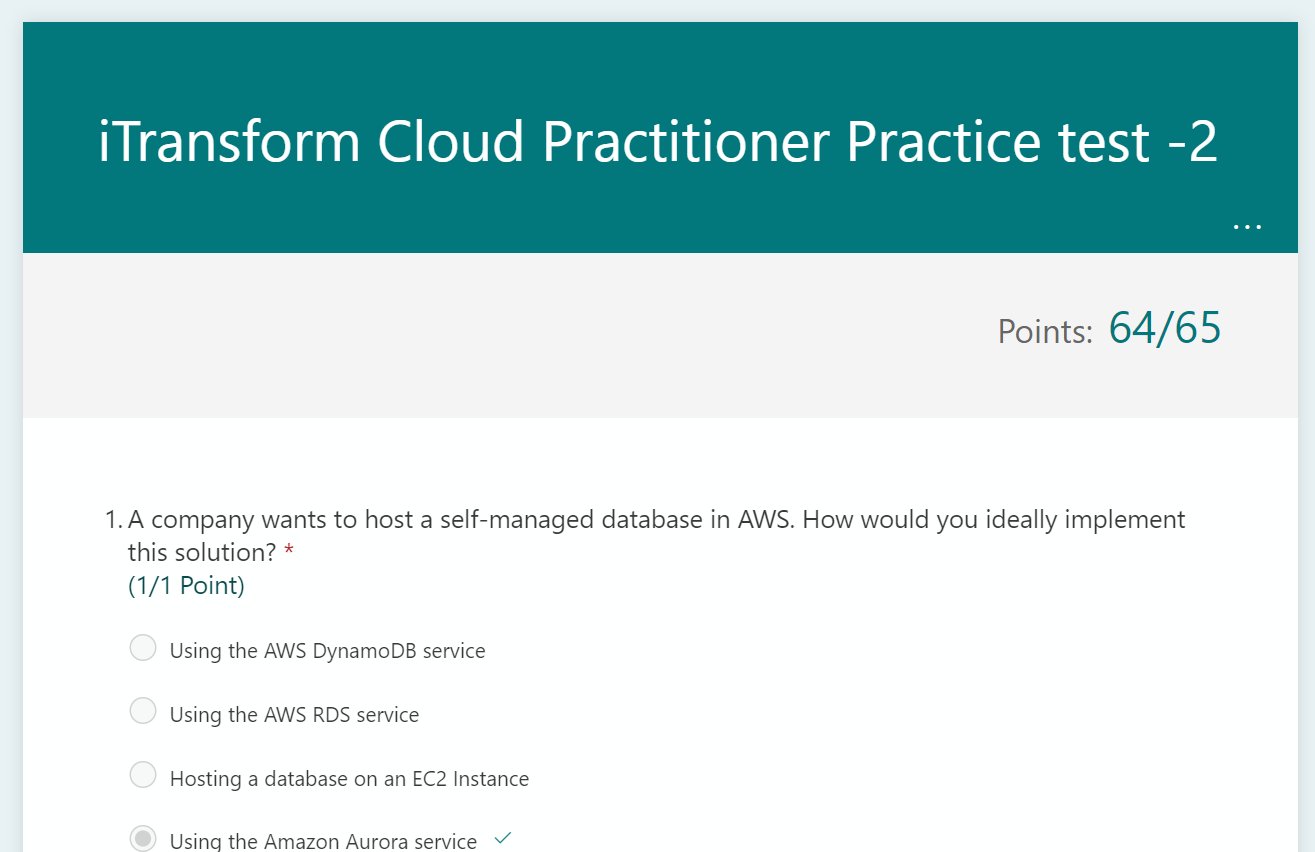 iTransform Cloud Practitioner Practice test -2
...
Points: 64/65
1. A company wants to host a self-managed database in AWS. How would you ideally implement
this solution? *
(1/1 Point)
Using the AWS DynamoDB service
Using the AWS RDS service
Hosting a database on an EC2 Instance
Using the Amazon Aurora service